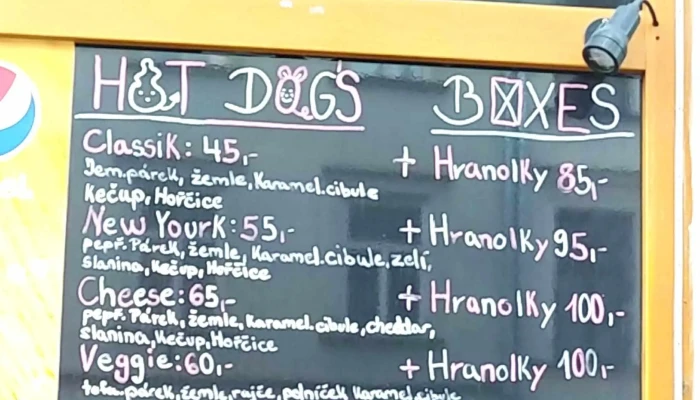 HOT DOG'S BOXES
Classik: 45,- + Hranolky 85,-
Jem.párek, žemle, Karamel.cibule
Kečup, Hořčice
New Yourk: 55,- + Hranolky 95,-
pepř. Párek, žemle, Karamel.cibule, zelí,
Slanina, Kečup, Hořčice
Cheese: 65,- + Hranolky 100,-
pepř. Párek, žemle, Karamel.cibule, cheddar,
Slanina, Kečup, Hořčice
Veggie: 60,- + Hranolky 100,-
tofu.párek, žemle, rajče, polníček Karamel.cibule